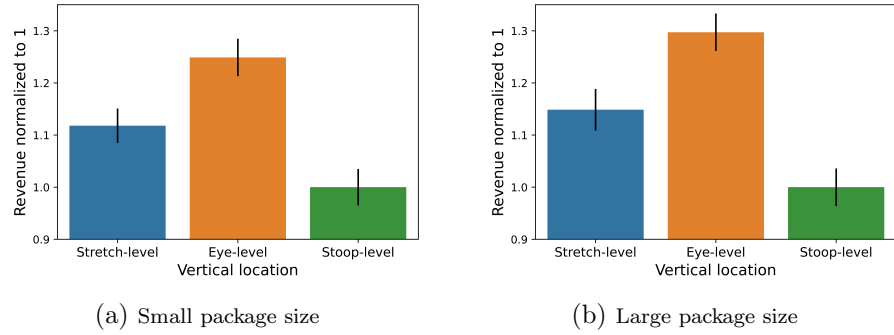 Revenue normalized to 1
1.3
1.2
1.1
1.0
0.9
Stretch-level Eye-level Stoop-level
Vertical location
(a) Small package size
Revenue normalized to 1
1.3
1.2
1.1
1.0
0.9
Stretch-level Eye-level Stoop-level
Vertical location
(b) Large package size